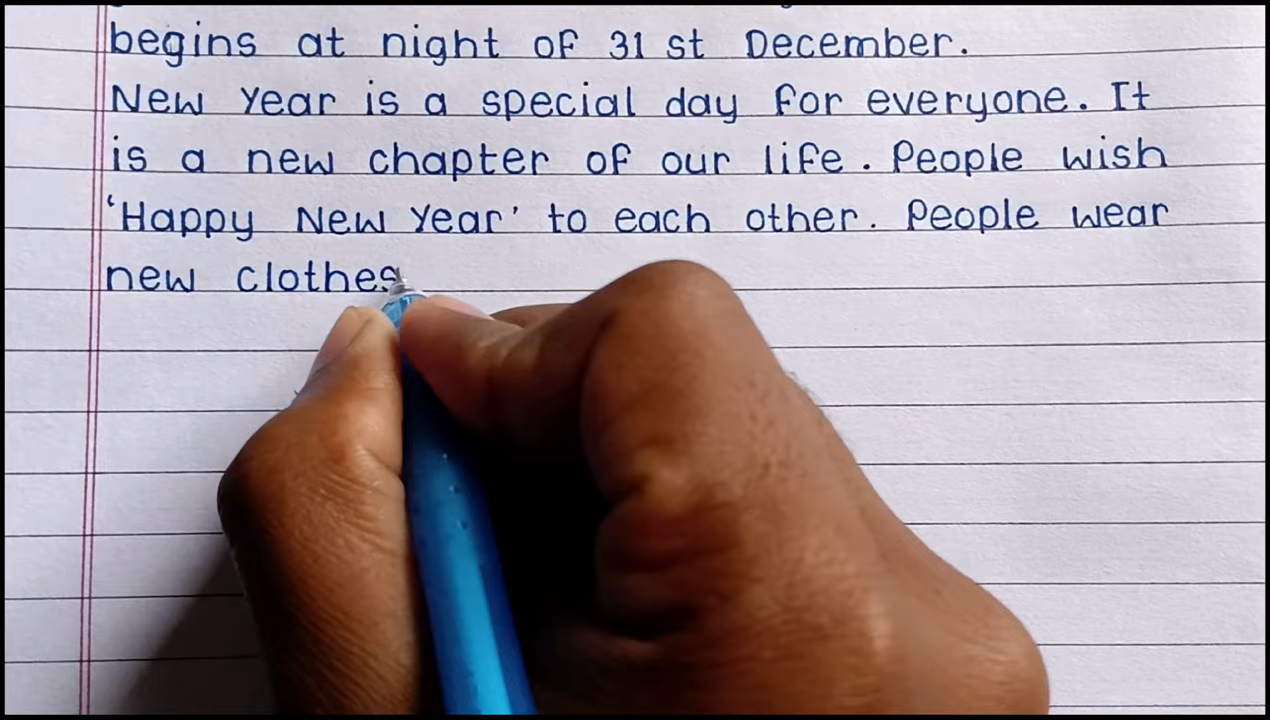 begins at night of 31 st December.
New Year is a special day for everyone. It
is a new chapter of our life. People wish
'Happy New Year' to each other. People wear
new clothes